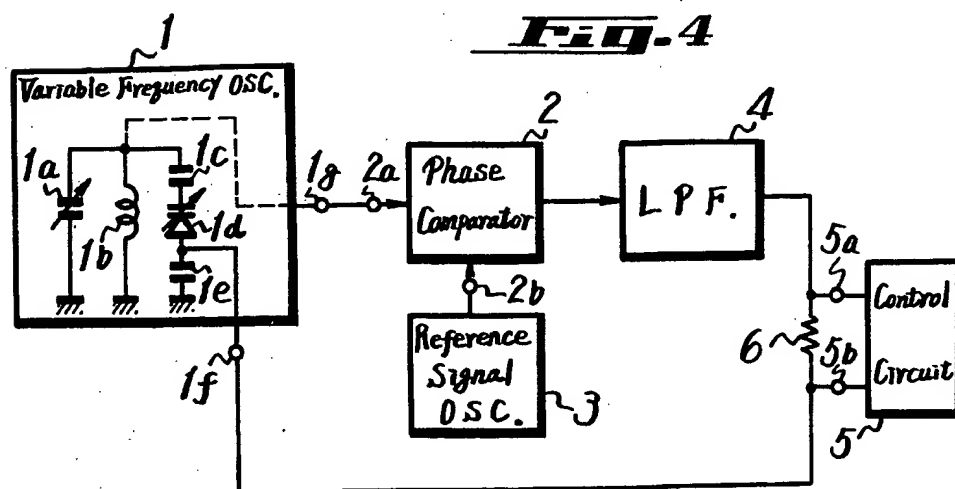 Fig. 4
1
Variable Frequency OSC.
1a
1b
1c
1d
1e
1f
1g
2a
2
Phase
Comparator
2b
Reference
Signal
OSC.
3
4
L P F.
5a
6
5b
Control
Circuit
5